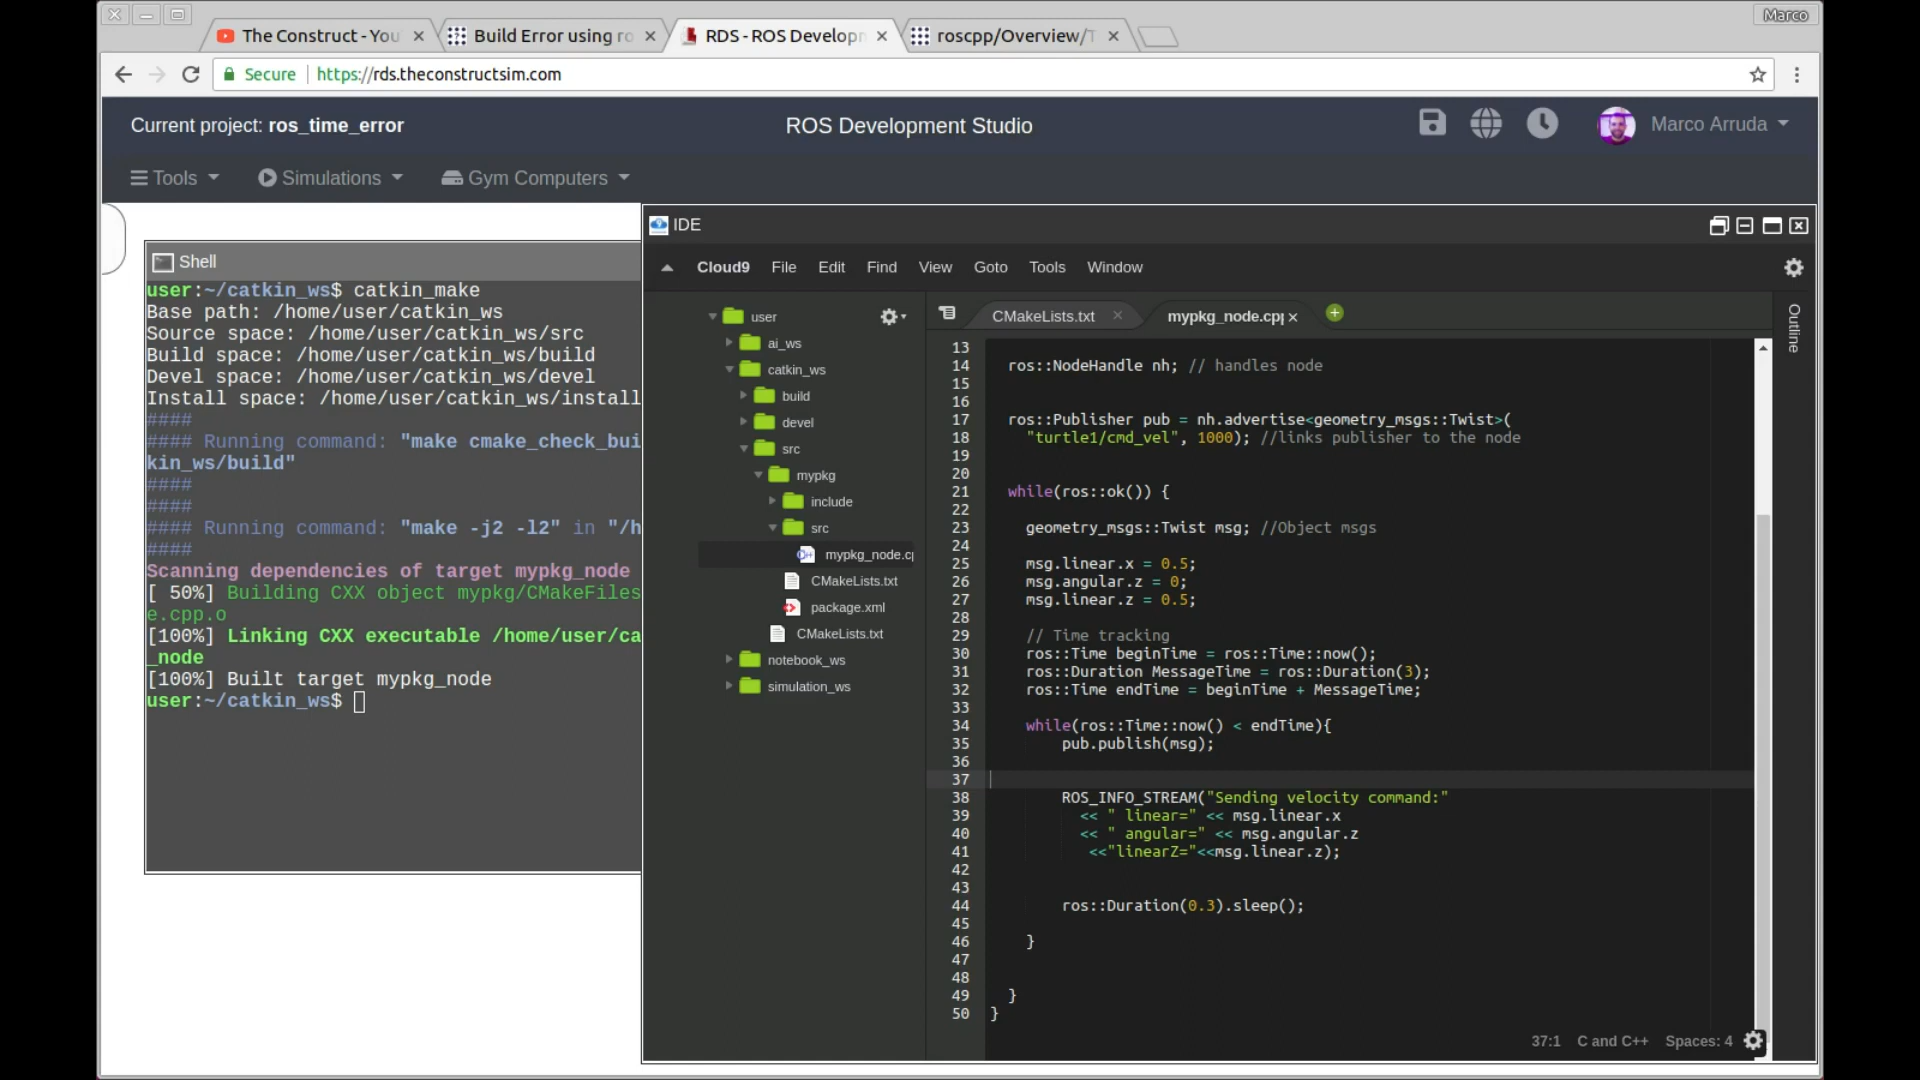 Marco
The Construct - You
Build Error using ro
RDS - ROS Developm
roscpp/Overview/T
Secure
https://rds.theconstructsim.com
Current project: ros_time_error
ROS Development Studio
Marco Arruda
Tools
Simulations
Gym Computers
Shell
user:~/catkin_ws$ catkin_make
Base path: /home/user/catkin_ws
Source space: /home/user/catkin_ws/src
Build space: /home/user/catkin_ws/build
Devel space: /home/user/catkin_ws/devel
Install space: /home/user/catkin_ws/install
####
#### Running command: "make cmake_check_bui
kin_ws/build"
####
####
#### Running command: "make -j2 -l2" in "/h
####
Scanning dependencies of target mypkg_node
[ 50%] Building CXX object mypkg/CMakeFiles
e.cpp.o
[100%] Linking CXX executable /home/user/ca
_node
[100%] Built target mypkg_node
user:~/catkin_ws$
IDE
Cloud9 File Edit Find View Goto Tools Window
user
ai_ws
catkin_ws
build
devel
src
mypkg
include
src
mypkg_node.cp
CMakeLists.txt
package.xml
CMakeLists.txt
notebook_ws
simulation_ws
CMakeLists.txt
mypkg_node.cpp
Outline
13
14 ros::NodeHandle nh; // handles node
15
16
17 ros::Publisher pub = nh.advertise<geometry_msgs::Twist>(
18 "turtle1/cmd_vel", 1000); //links publisher to the node
19
20
21 while(ros::ok()) {
22
23 geometry_msgs::Twist msg; //Object msgs
24
25 msg.linear.x = 0.5;
26 msg.angular.z = 0;
27 msg.linear.z = 0.5;
28
29 // Time tracking
30 ros::Time beginTime = ros::Time::now();
31 ros::Duration MessageTime = ros::Duration(3);
32 ros::Time endTime = beginTime + MessageTime;
33
34 while(ros::Time::now() < endTime){
35 pub.publish(msg);
36
37
38 ROS_INFO_STREAM("Sending velocity command:"
39 << " linear=" << msg.linear.x
40 << " angular=" << msg.angular.z
41 <<"linearZ="<<msg.linear.z);
42
43
44 ros::Duration(0.3).sleep();
45
46 }
47
48
49 }
50 }
37:1 C and C++ Spaces: 4